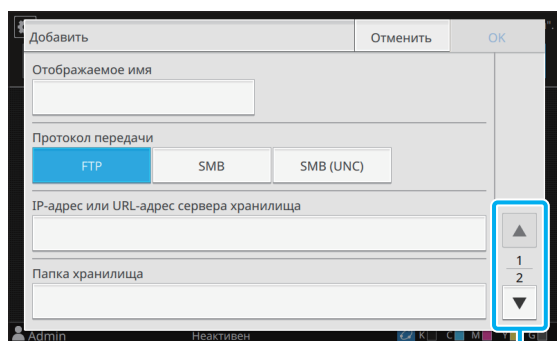 Добавить
Отменить
OK
Отображаемое имя
Протокол передачи
FTP
SMB
SMB (UNC)
IP-адрес или URL-адрес сервера хранилища
1
2
Папка хранилища
Admin
Неактивен
K
C
M
Y
G